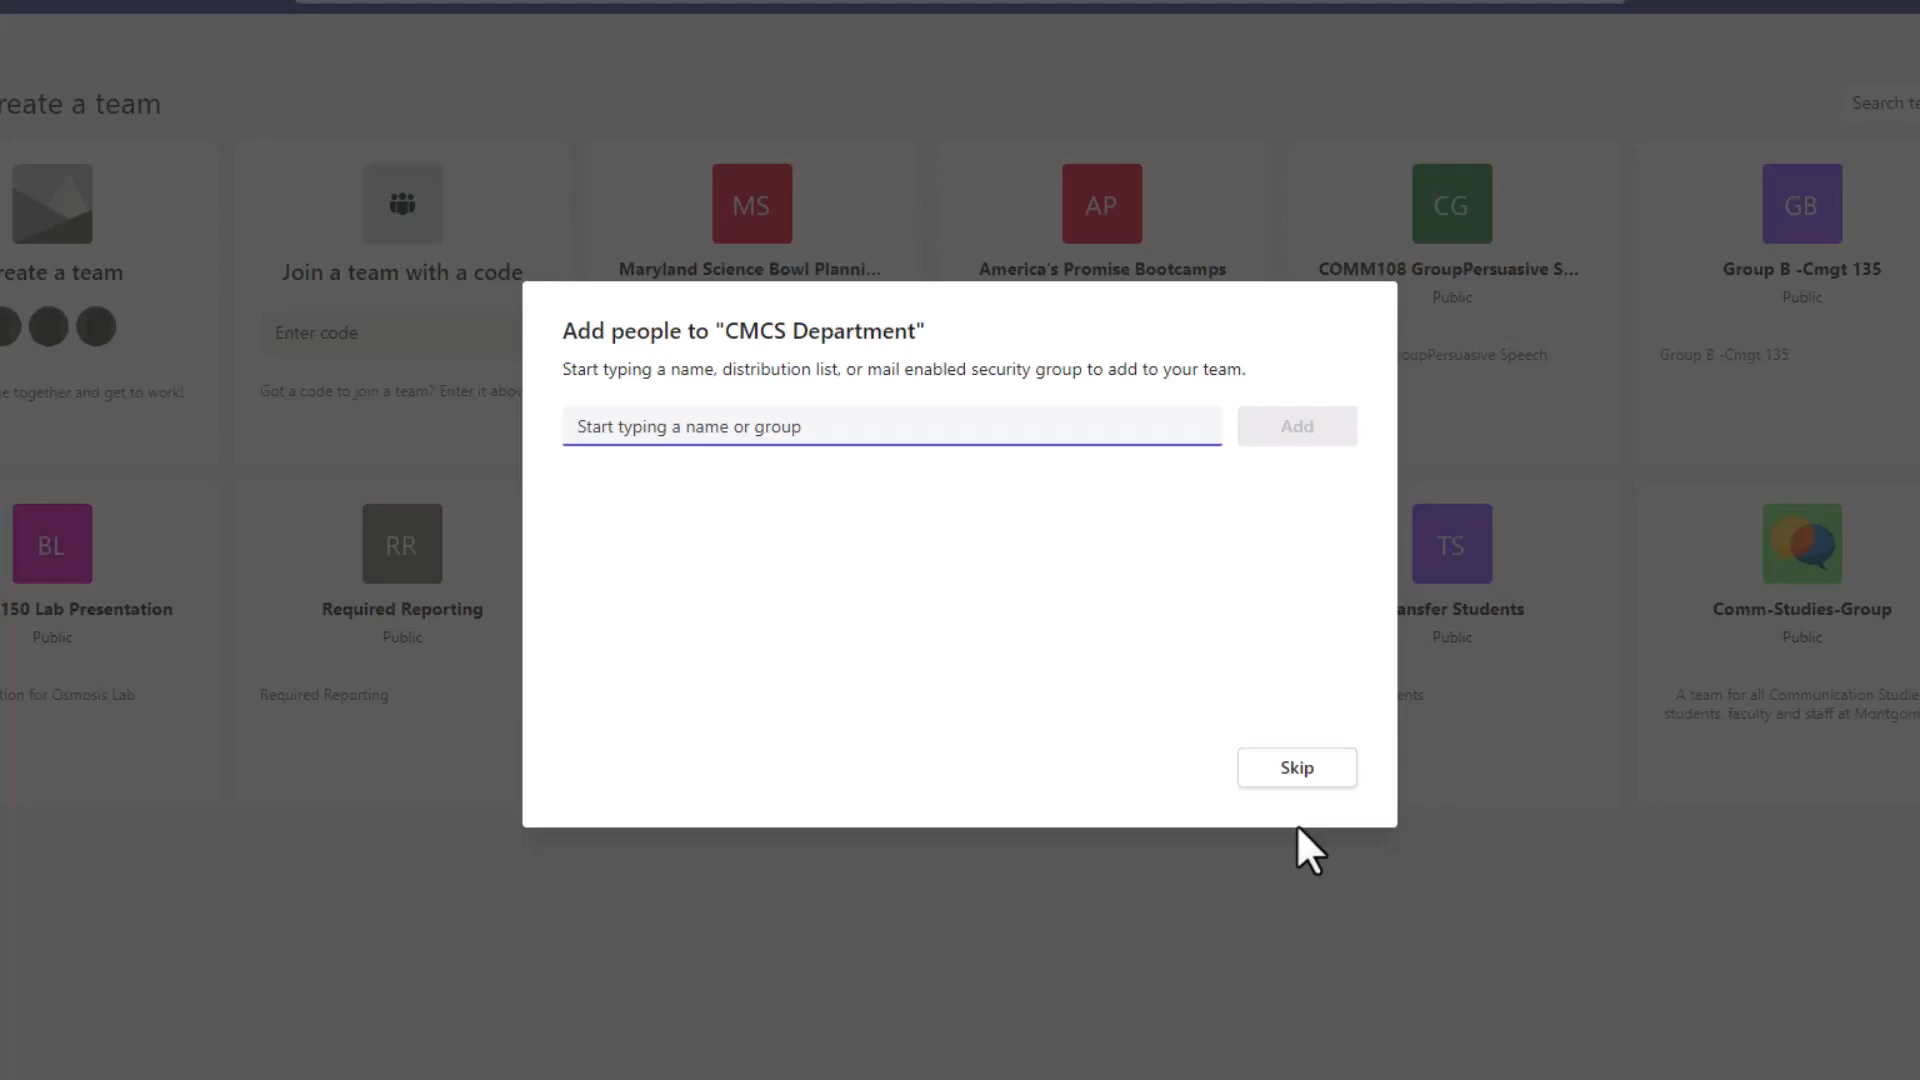 reate a team
Search te
MS
AP
CG
GB
reate a team
Join a team with a code
Maryland Science Bowl Planni...
America's Promise Bootcamps
COMM108 GroupPersuasive S...
Group B -Cmgt 135
Public
Public
Enter code
roupPersuasive Speech
Group B -Cmgt 135
e together and get to work!
Got a code to join a team? Enter it abov
Add people to "CMCS Department"
Start typing a name, distribution list, or mail enabled security group to add to your team.
Start typing a name or group
Add
BL
RR
TS
150 Lab Presentation
Required Reporting
ansfer Students
Comm-Studies-Group
Public
Public
Public
Public
tion for Osmosis Lab
Required Reporting
ents
A team for all Communication Studie
students, faculty and staff at Montgom
Skip